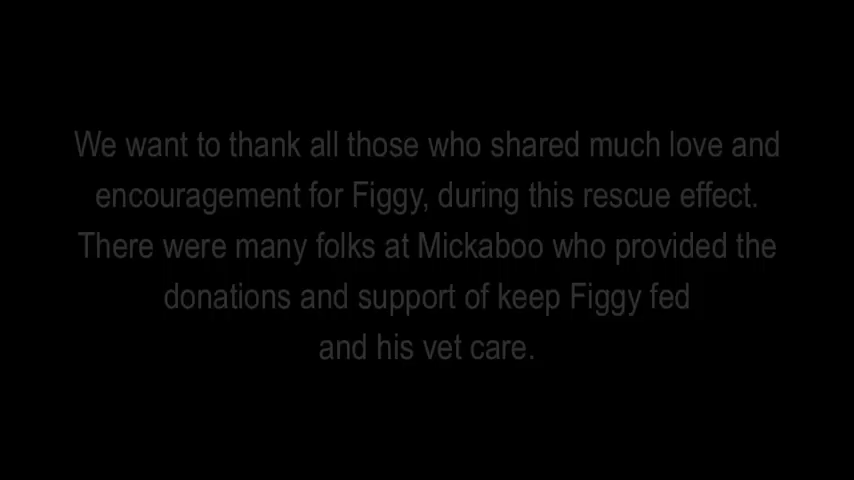 We want to thank all those who shared much love and
encouragement for Figgy, during this rescue effect.
There were many folks at Mickaboo who provided the
donations and support of keep Figgy fed
and his vet care.